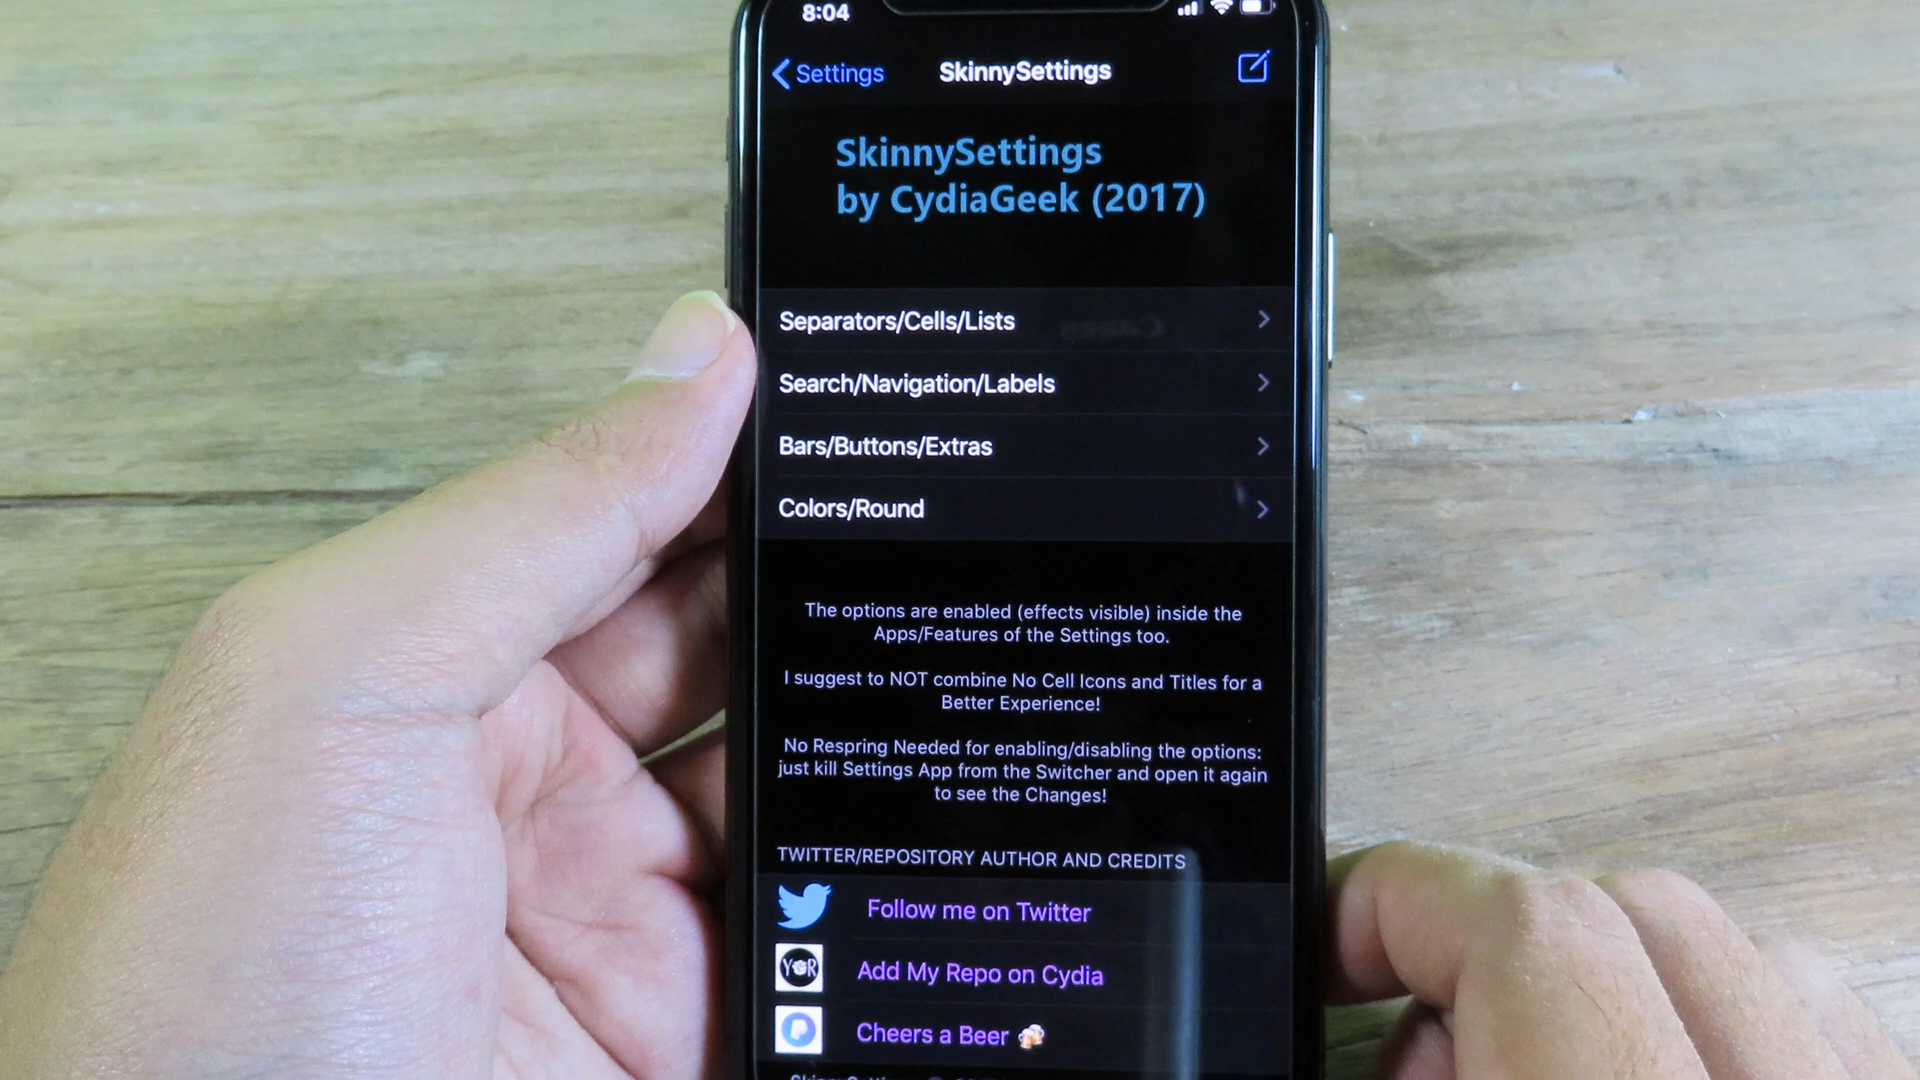 8:04
Settings
SkinnySettings
SkinnySettings
by CydiaGeek (2017)
Separators/Cells/Lists
Search/Navigation/Labels
Bars/Buttons/Extras
Colors/Round
The options are enabled (effects visible) inside the
Apps/Features of the Settings too.
I suggest to NOT combine No Cell Icons and Titles for a
Better Experience!
No Respring Needed for enabling/disabling the options:
just kill Settings App from the Switcher and open it again
to see the Changes!
TWITTER/REPOSITORY AUTHOR AND CREDITS
Follow me on Twitter
Add My Repo on Cydia
Cheers a Beer 🍻